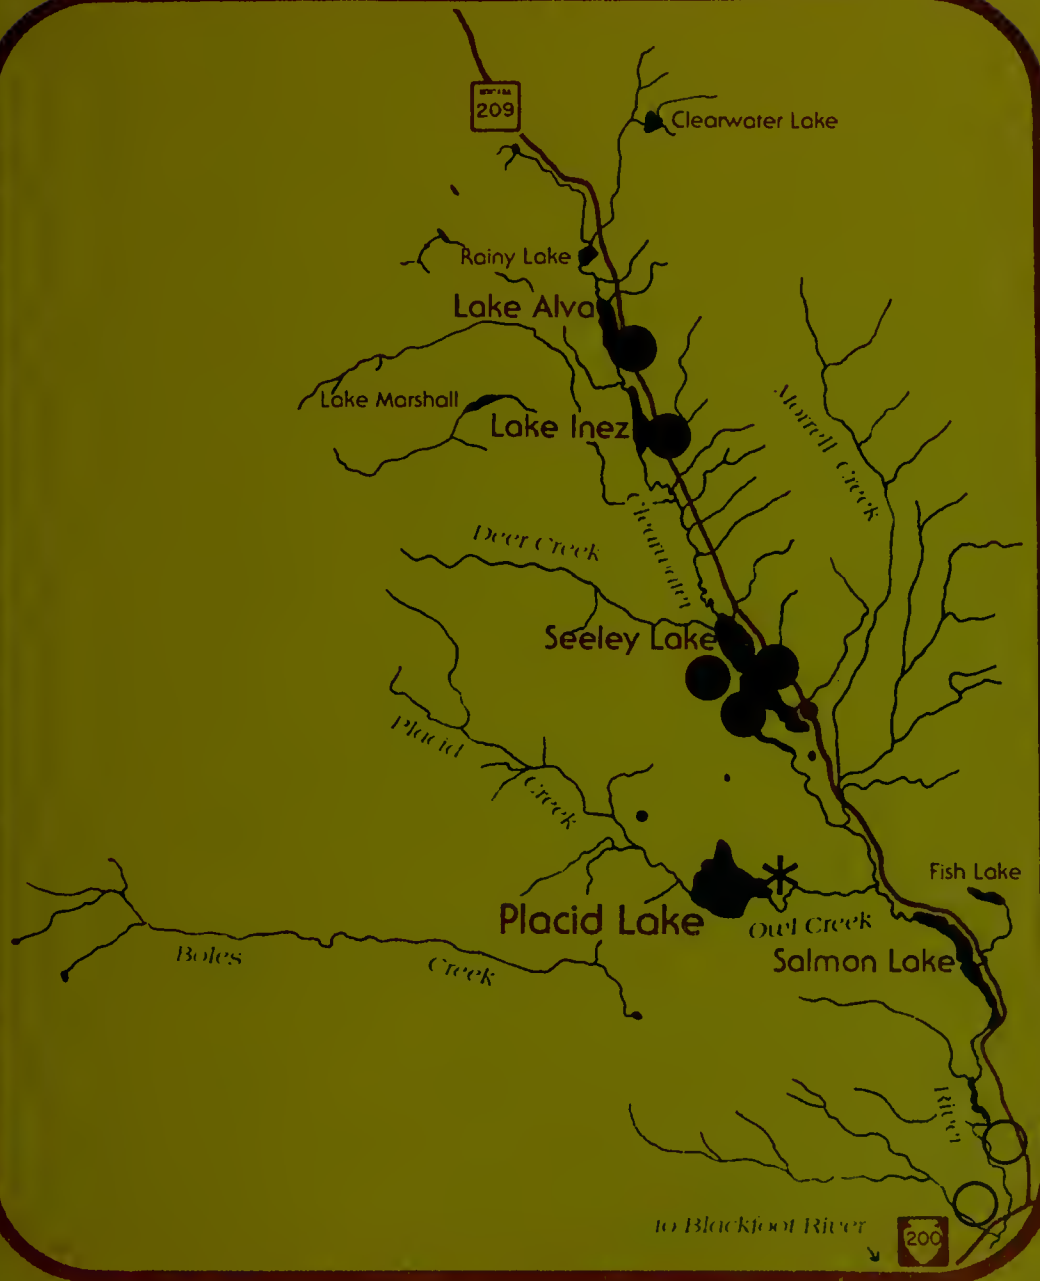 209
Clearwater Lake
Rainy Lake
Lake Alva
Lake Marshall
Lake Inez
Morrell Creek
Clearwater
Deer Creek
Seeley Lake
Placid
Creek
Fish Lake
Placid Lake
Owl Creek
Boles
Creek
Salmon Lake
River
to Blackfoot River
200